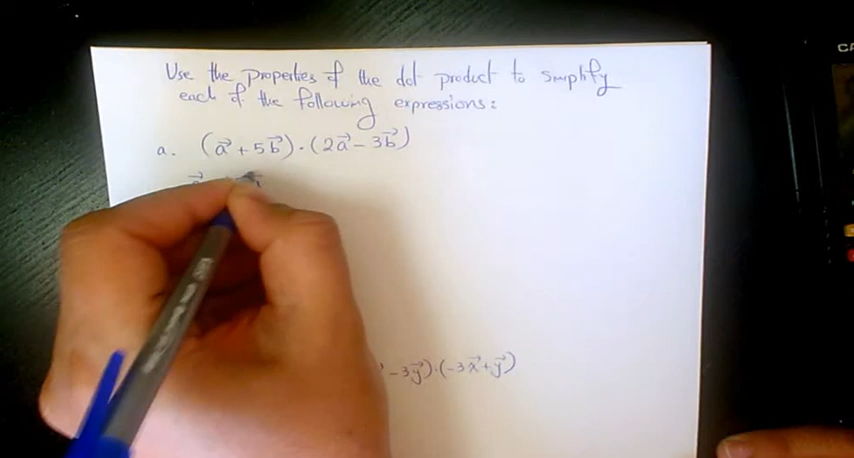 Use the properties of the dot product to simplify
each of the following expressions:
a. (a⃗ + 5b⃗) · (2a⃗ - 3b⃗)
- 3y⃗) · (-3x⃗ + y⃗)